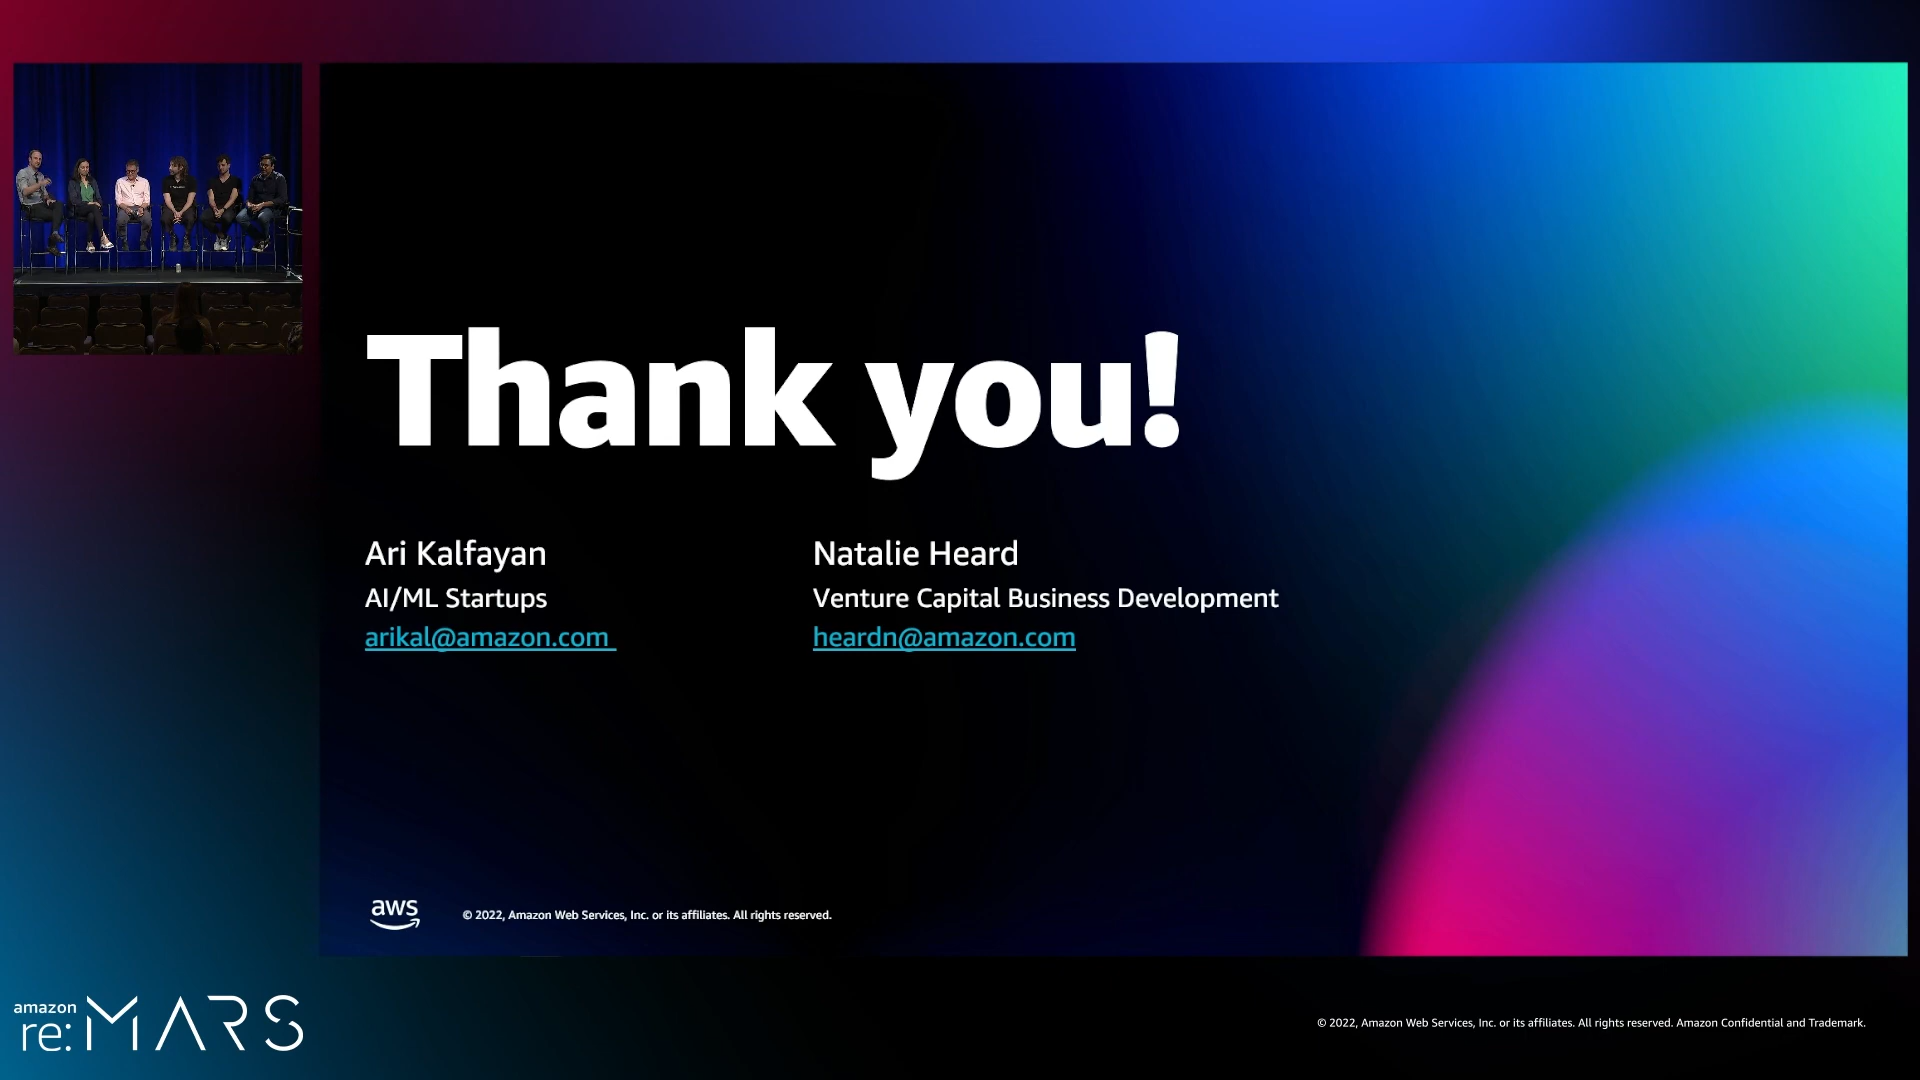 Thank you!
Ari Kalfayan
AI/ML Startups
arikal@amazon.com
Natalie Heard
Venture Capital Business Development
heardn@amazon.com
aws
© 2022, Amazon Web Services, Inc. or its affiliates. All rights reserved.
amazon
re:MARS
© 2022, Amazon Web Services, Inc. or its affiliates. All rights reserved. Amazon Confidential and Trademark.